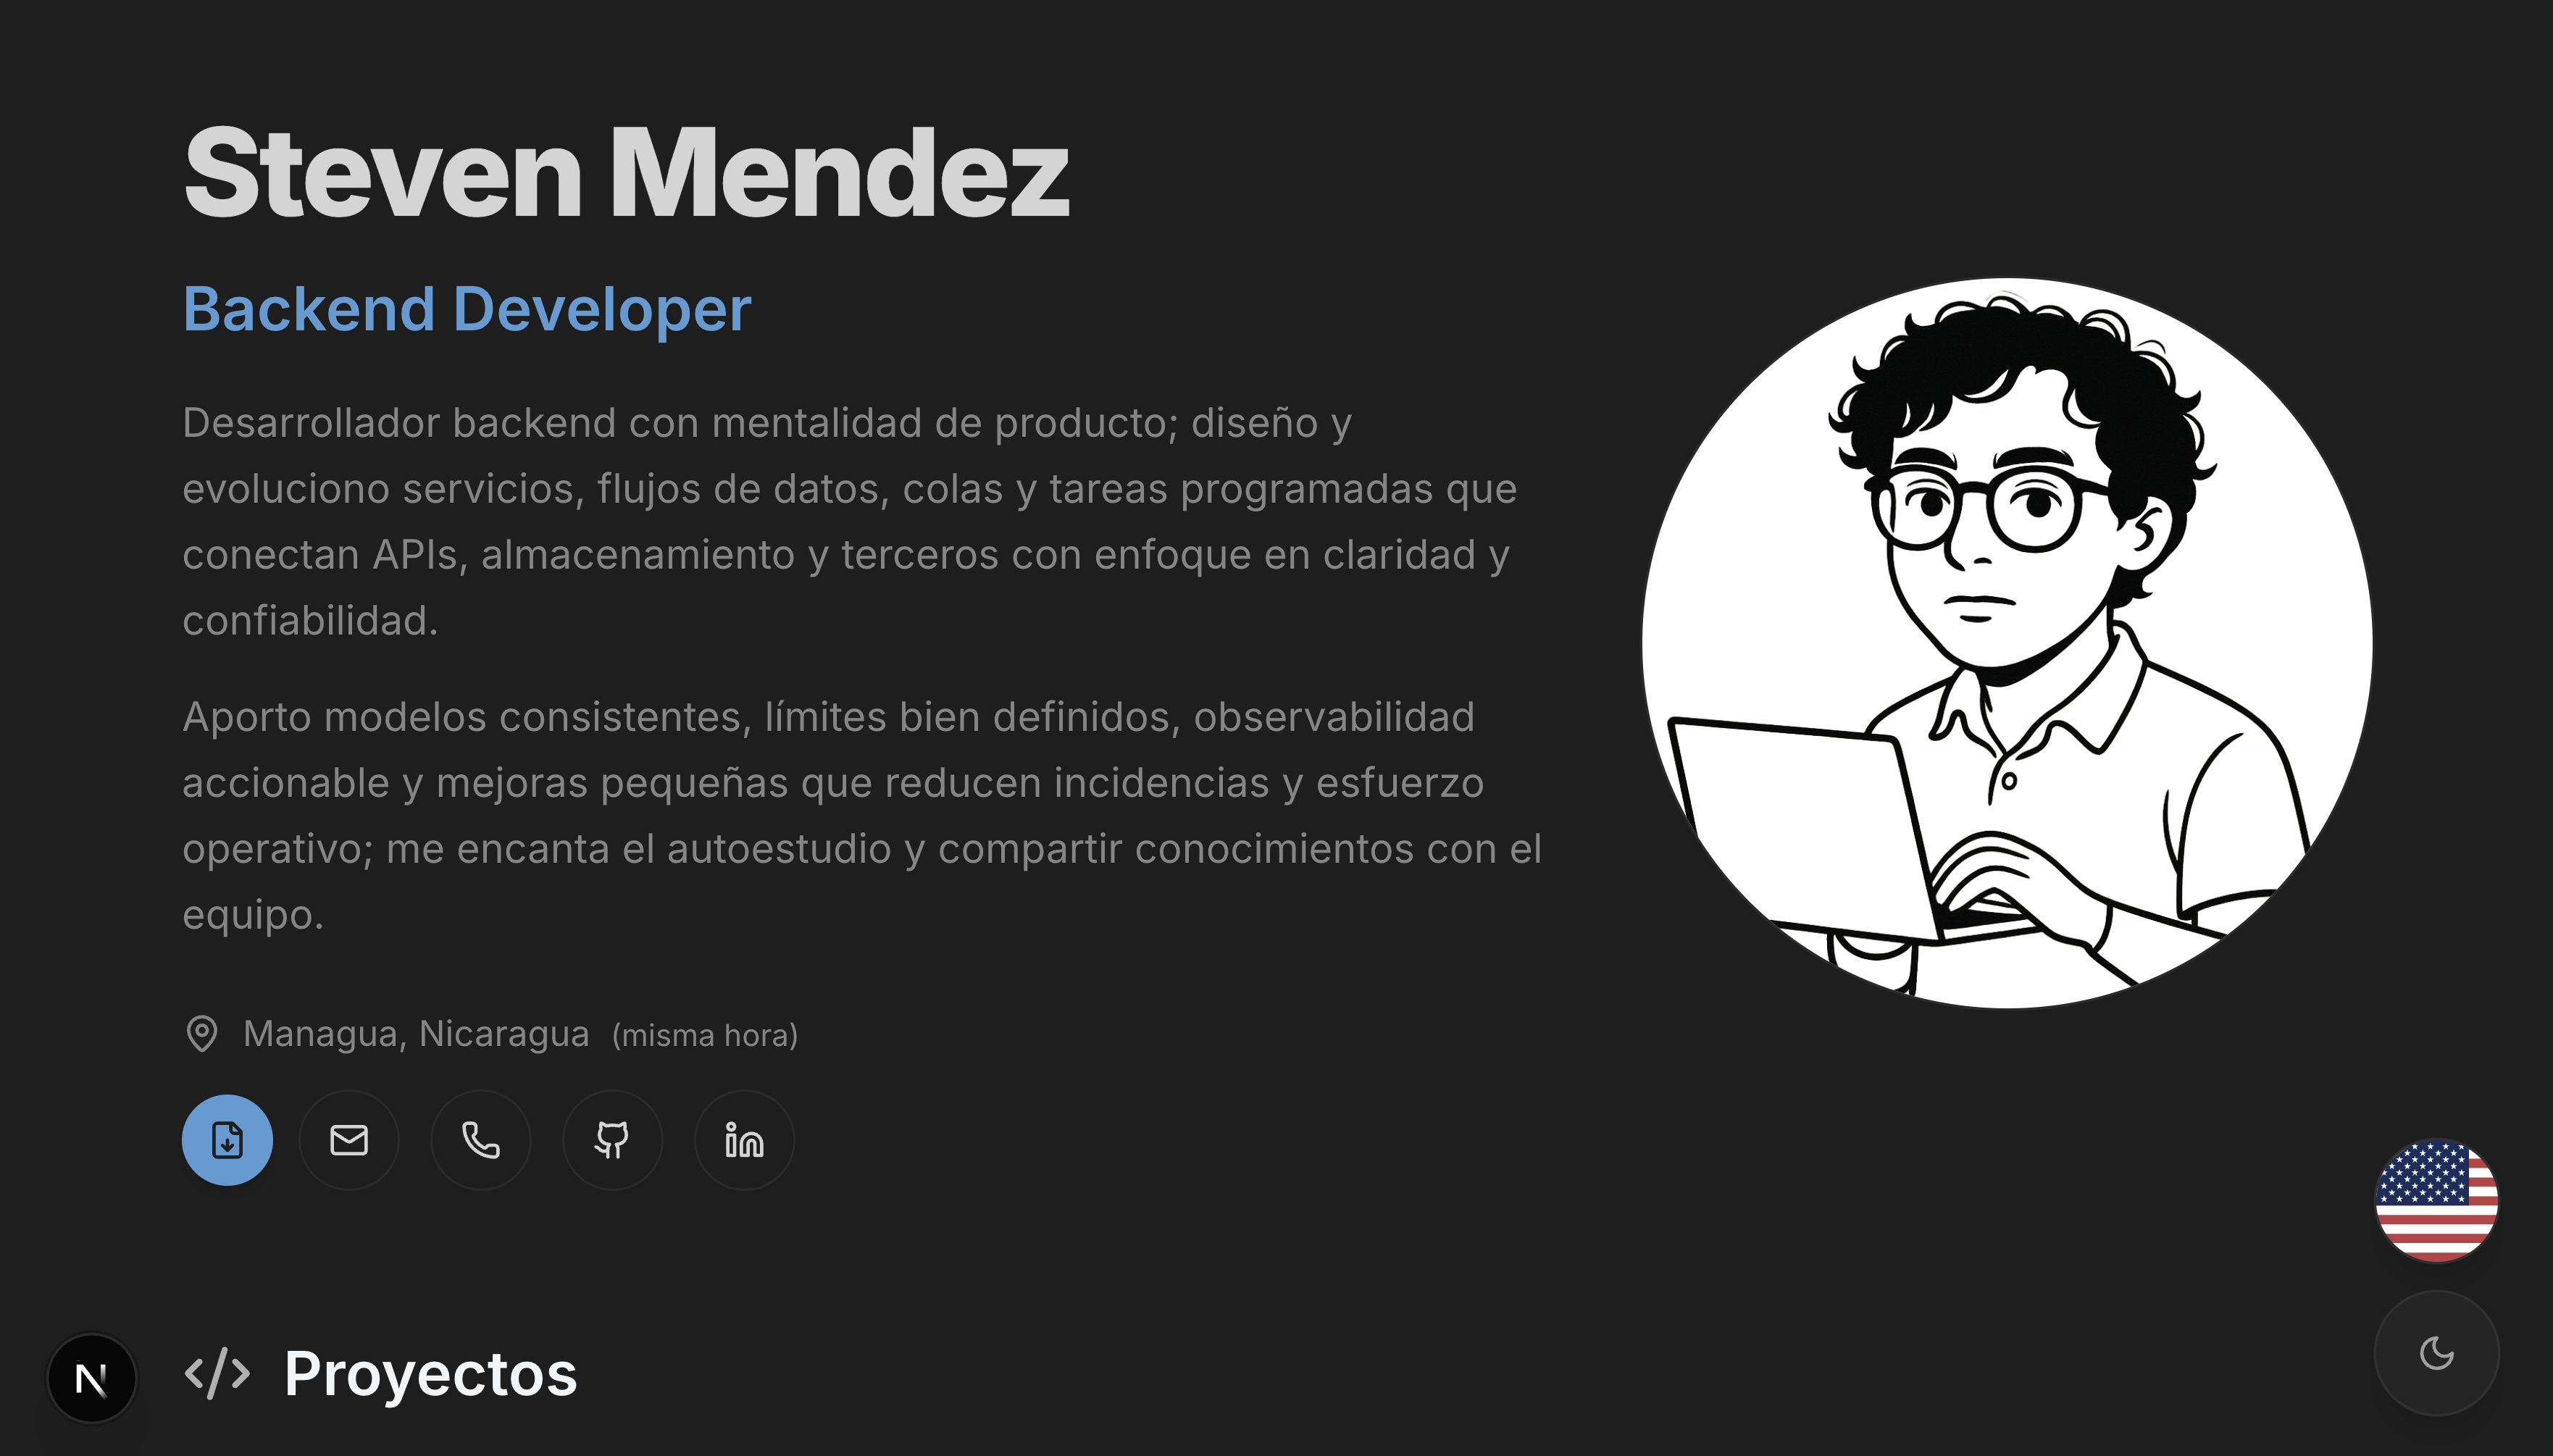 Steven Mendez
Backend Developer
Desarrollador backend con mentalidad de producto; diseño y
evoluciono servicios, flujos de datos, colas y tareas programadas que
conectan APIs, almacenamiento y terceros con enfoque en claridad y
confiabilidad.
Aporto modelos consistentes, límites bien definidos, observabilidad
accionable y mejoras pequeñas que reducen incidencias y esfuerzo
operativo; me encanta el autoestudio y compartir conocimientos con el
equipo.
Managua, Nicaragua (misma hora)
in
N
</> Proyectos